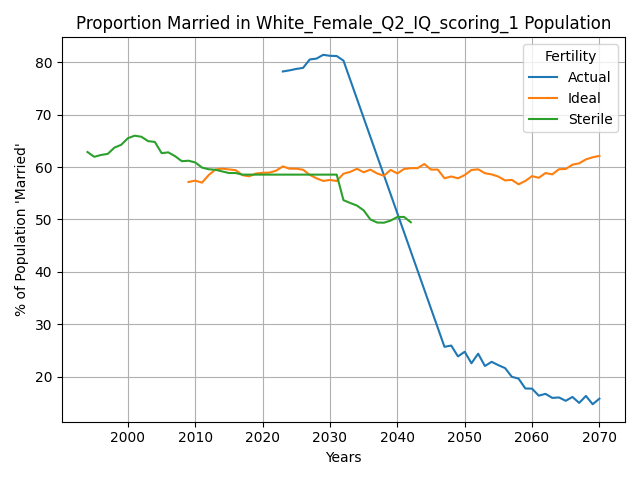 Proportion Married in White_Female_Q2_IQ_scoring_1 Population
Fertility
Actual
Ideal
Sterile
% of Population 'Married'
80
70
60
50
40
30
20
2000
2010
2020
2030
2040
2050
2060
2070
Years